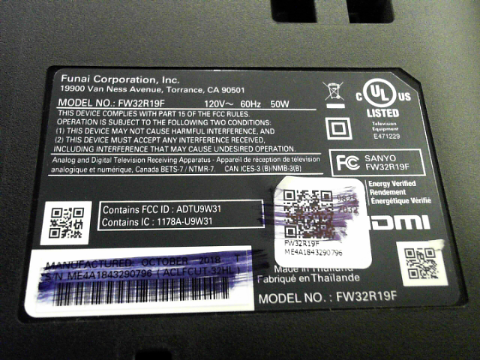 Funai Corporation, Inc.
19900 Van Ness Avenue, Torrance, CA 90501
MODEL NO.: FW32R19F 120V~ 60Hz 50W
THIS DEVICE COMPLIES WITH PART 15 OF THE FCC RULES
OPERATION IS SUBJECT TO THE FOLLOWING TWO CONDITIONS:
(1) THIS DEVICE MAY NOT CAUSE HARMFUL INTERFERENCE, AND
(2) THIS DEVICE MUST ACCEPT ANY INTERFERENCE RECEIVED,
INCLUDING INTERFERENCE THAT MAY CAUSE UNDESIRED OPERATION.
Analog and Digital Television Receiving Apparatus - Appareil de réception de télévision
analogique et numérique, Canada BETS-7 / NTMR-7. CAN ICES-3 (B)/NMB-3(B)
C UL US
LISTED
Television
Equipment
E471229
FC SANYO
FW32R19F
Energy Verified
Rendement
Énergétique Vérifié
HDMI
Contains FCC ID : ADTU9W31
Contains IC : 1178A-U9W31
FW32R19F
ME4A1843290796
MANUFACTURED OCTOBER 2018
S/N ME4A1843290796
Made in Thailand
Fabriqué en Thaïlande
MODEL NO. : FW32R19F